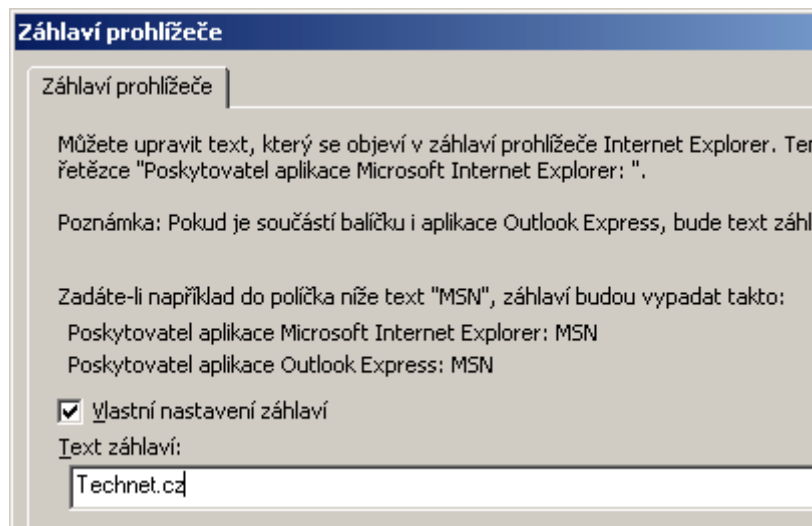 Záhlaví prohlížeče
Záhlaví prohlížeče
Můžete upravit text, který se objeví v záhlaví prohlížeče Internet Explorer.
řetězce "Poskytovatel aplikace Microsoft Internet Explorer: ".
Poznámka: Pokud je součástí balíčku i aplikace Outlook Express, bude text
Zadáte-li například do políčka níže text "MSN", záhlaví budou vypadat takto:
Poskytovatel aplikace Microsoft Internet Explorer: MSN
Poskytovatel aplikace Outlook Express: MSN
Vlastní nastavení záhlaví
Text záhlaví:
Technet.cz